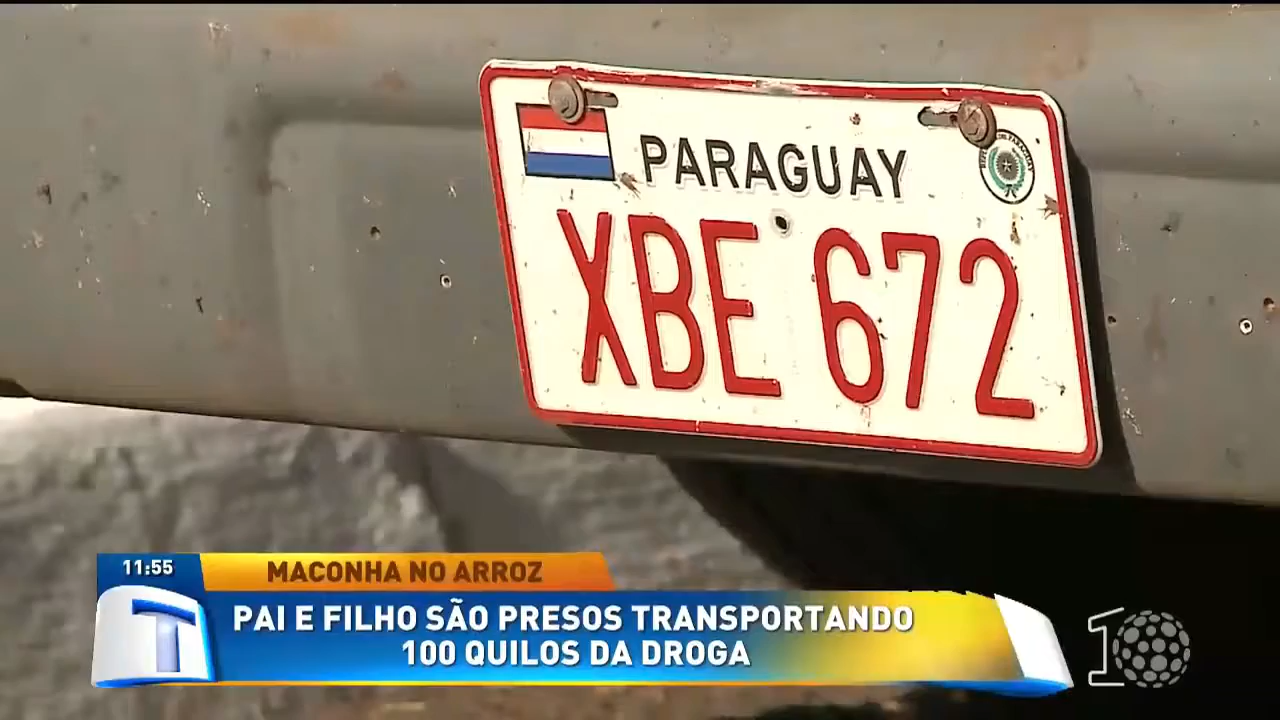 PARAGUAY
XBE 672
11:55
MACONHA NO ARROZ
T
PAI E FILHO SÃO PRESOS TRANSPORTANDO
100 QUILOS DA DROGA
10